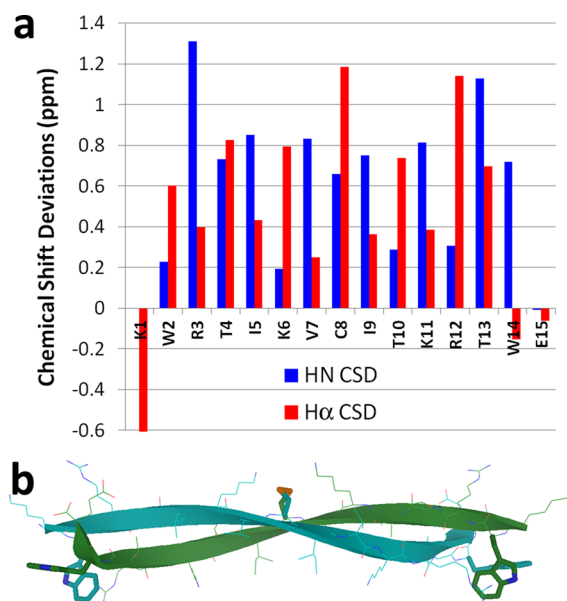 a
Chemical Shift Deviations (ppm)
1.4
1.2
1
0.8
0.6
0.4
0.2
0
-0.2
-0.4
-0.6
K1 W2 R3 T4 I5 K6 V7 C8 I9 T10 K11 R12 T13 W14 E15
HN CSD
Hα CSD
b